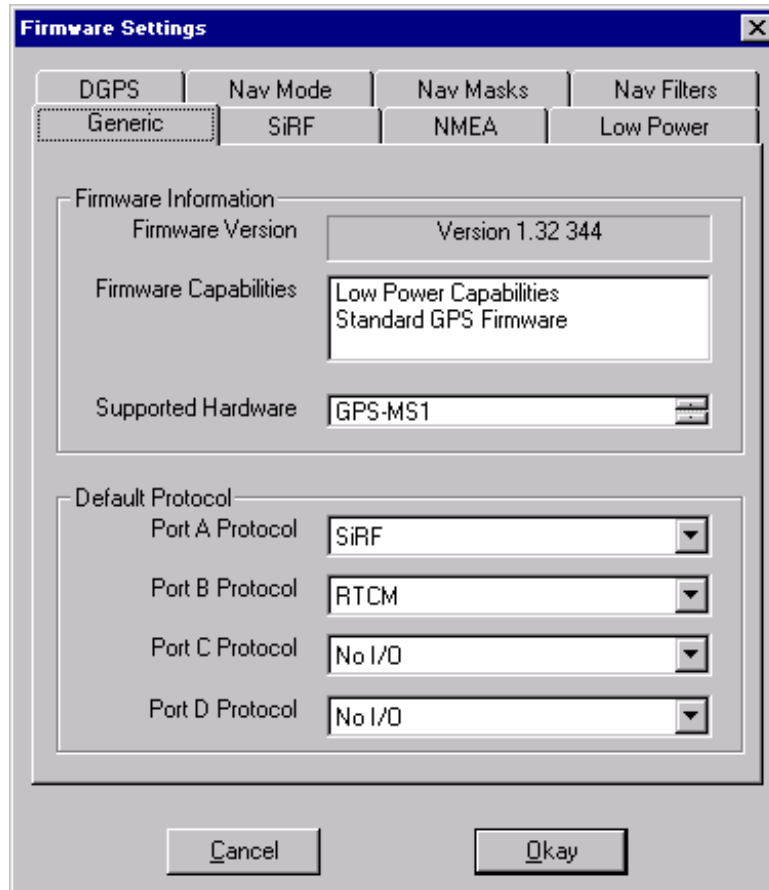 Firmware Settings
DGPS Nav Mode Nav Masks Nav Filters
Generic SiRF NMEA Low Power
Firmware Information
Firmware Version Version 1.32 344
Firmware Capabilities Low Power Capabilities
Standard GPS Firmware
Supported Hardware GPS-MS1
Default Protocol
Port A Protocol SiRF
Port B Protocol RTCM
Port C Protocol No I/O
Port D Protocol No I/O
Cancel Okay